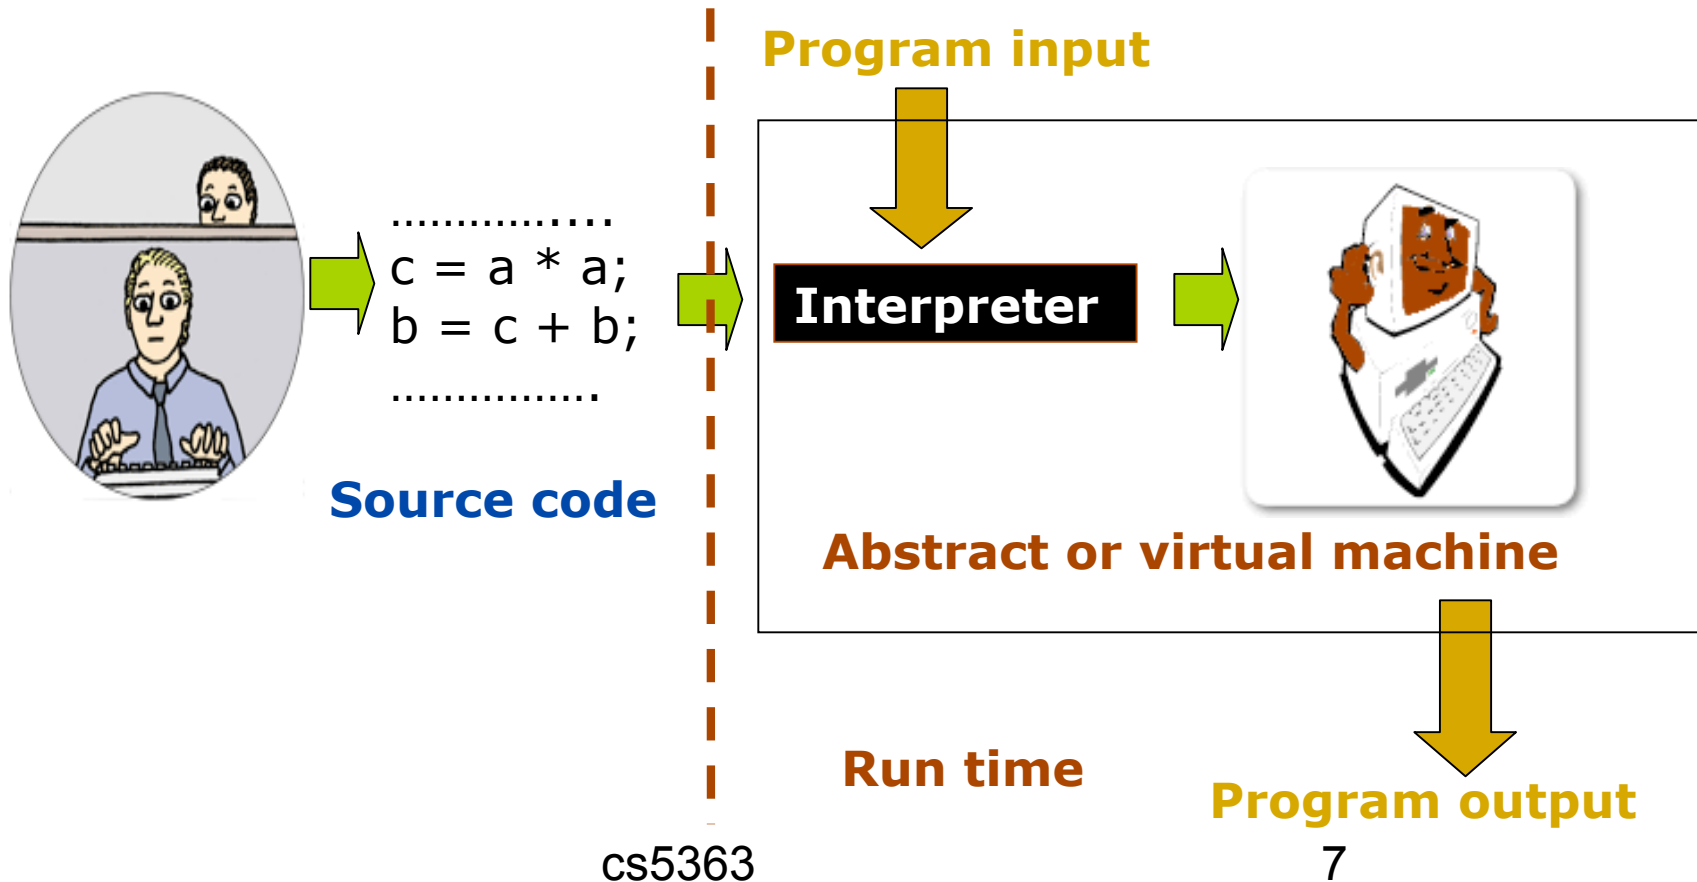 Program input
................
c = a * a;
b = c + b;
................
Source code
Interpreter
Abstract or virtual machine
Run time
Program output
cs5363
7